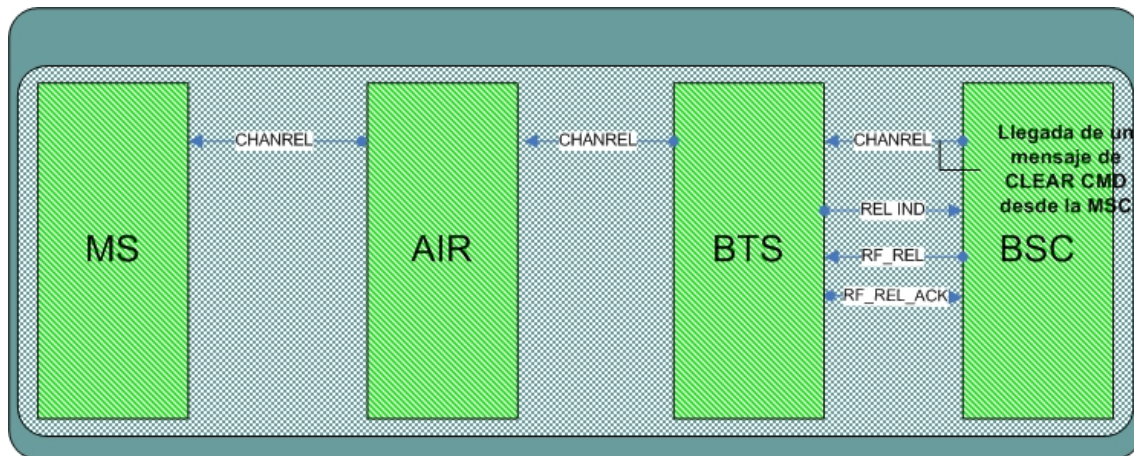 CHANREL
CHANREL
CHANREL
Llegada de un
mensaje de
CLEAR CMD
desde la MSC
REL IND
MS
AIR
BTS
RF_REL
BSC
RF_REL_ACK